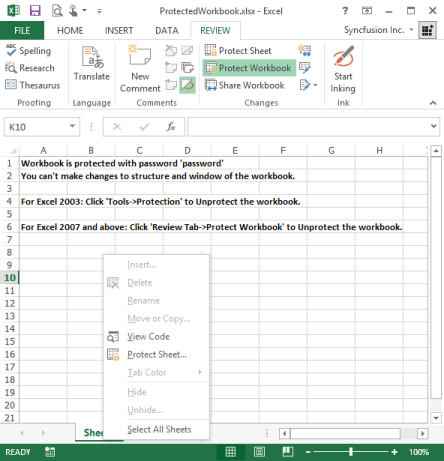 ProtectedWorkbook.xlsx - Excel
?
FILE HOME INSERT DATA REVIEW Syncfusion Inc.
ABC Spelling
Research
Thesaurus
Proofing
Translate
Language
New
Comment
Comments
Protect Sheet
Protect Workbook
Share Workbook
Changes
Start
Inking
Ink
K10 fx
A B C D E F G H
1 Workbook is protected with password 'password'
2 You can't make changes to structure and window of the workbook.
3
4 For Excel 2003: Click 'Tools->Protection' to Unprotect the workbook.
5
6 For Excel 2007 and above: Click 'Review Tab->Protect Workbook' to Unprotect the workbook.
7
8
9
10
11
12
13
14
15
16
17
18
19
20
21
Insert...
Delete
Rename
Move or Copy...
View Code
Protect Sheet...
Tab Color
Hide
Unhide...
Select All Sheets
READY 100%